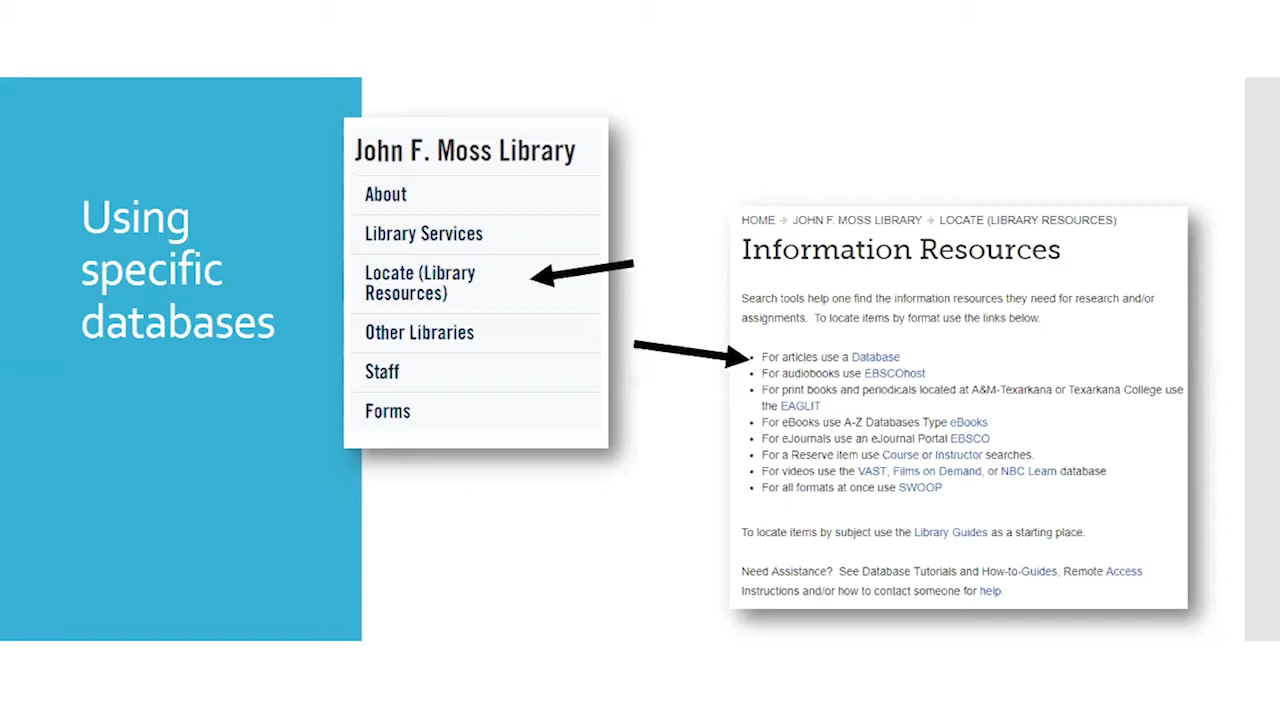 Using
specific
databases
John F. Moss Library
About
Library Services
Locate (Library
Resources)
Other Libraries
Staff
Forms
HOME → JOHN F. MOSS LIBRARY → LOCATE (LIBRARY RESOURCES)
Information Resources
Search tools help one find the information resources they need for research and/or
assignments. To locate items by format use the links below.
• For articles use a Database
• For audiobooks use EBSCOhost
• For print books and periodicals located at A&M-Texarkana or Texarkana College use
the EAGLIT
• For eBooks use A-Z Databases Type eBooks
• For eJournals use an eJournal Portal EBSCO
• For a Reserve item use Course or Instructor searches.
• For videos use the VAST, Films on Demand, or NBC Learn database
• For all formats at once use SWOOP
To locate items by subject use the Library Guides as a starting place.
Need Assistance? See Database Tutorials and How-to-Guides, Remote Access
Instructions and/or how to contact someone for help.